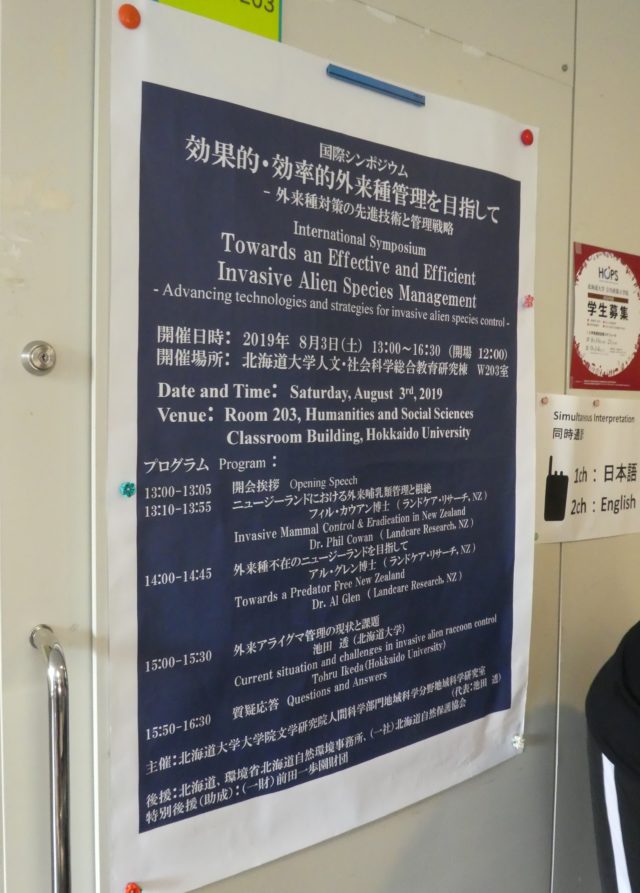 203
国際シンポジウム
効果的・効率的外来種管理を目指して
- 外来種対策の先進技術と管理戦略
International Symposium
Towards an Effective and Efficient
Invasive Alien Species Management
- Advancing technologies and strategies for invasive alien species control -
開催日時： 2019年 8月3日(土) 13:00～16:30 (開場 12:00)
開催場所： 北海道大学人文・社会科学総合教育研究棟 W203室
Date and Time: Saturday, August 3rd, 2019
Venue: Room 203, Humanities and Social Sciences
Classroom Building, Hokkaido University
プログラム Program：
13:00-13:05 開会挨拶 Opening Speech
13:10-13:55 ニュージーランドにおける外来哺乳類管理と根絶
フィル・カウアン博士 (ランドケア・リサーチ, NZ)
Invasive Mammal Control & Eradication in New Zealand
Dr. Phil Cowan (Landcare Research, NZ)
14:00-14:45 外来種不在のニュージーランドを目指して
アル・グレン博士 (ランドケア・リサーチ, NZ)
Towards a Predator Free New Zealand
Dr. Al Glen (Landcare Research, NZ)
15:00-15:30 外来アライグマ管理の現状と課題
池田 透 (北海道大学)
Current situation and challenges in invasive alien raccoon control
Tohru Ikeda (Hokkaido University)
15:50-16:30 質疑応答 Questions and Answers
主催：北海道大学大学院文学研究院人間科学部門地域科学分野地域科学研究室
(代表：池田 透)
後援：北海道、環境省北海道自然環境事務所、(一社)北海道自然保護協会
特別後援(助成)：(一財)前田一歩園財団
HOPS
学生募集
Simultaneous Interpretation
同時通訳
1ch : 日本語
2ch : English